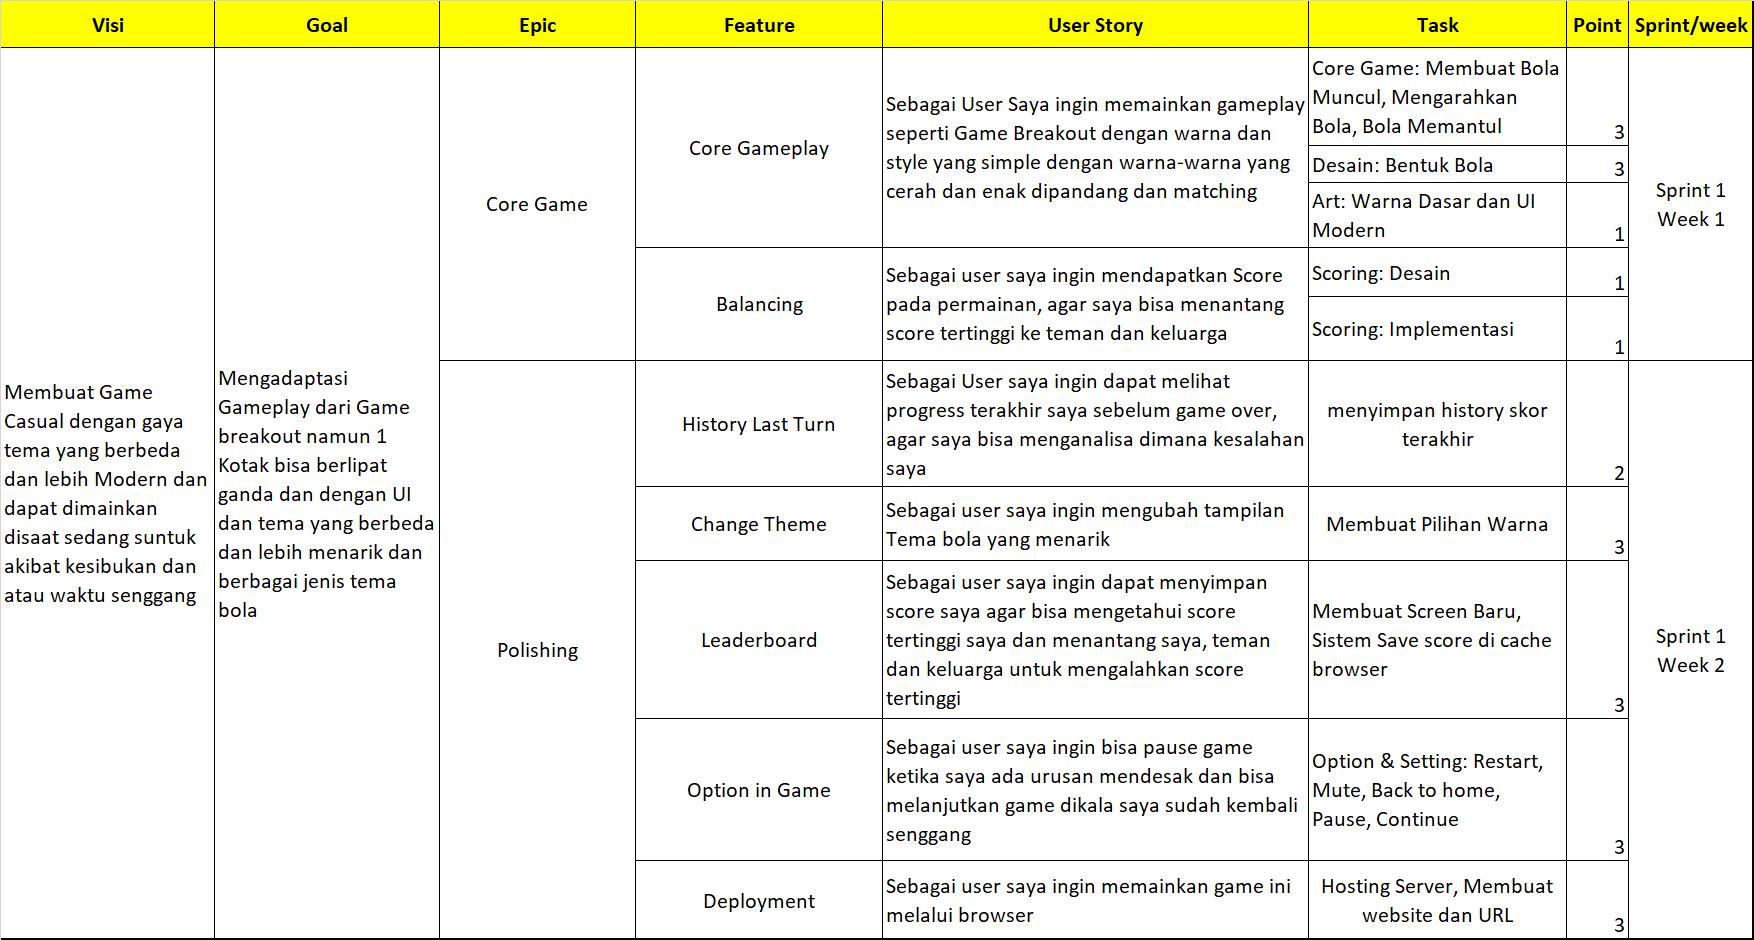 Visi
Goal
Epic
Feature
User Story
Task
Point
Sprint/week
Membuat Game
Casual dengan gaya
tema yang berbeda
dan lebih Modern dan
dapat dimainkan
disaat sedang suntuk
akibat kesibukan dan
atau waktu senggang
Mengadaptasi
Gameplay dari Game
breakout namun 1
Kotak bisa berlipat
ganda dan dengan UI
dan tema yang berbeda
dan lebih menarik dan
berbagai jenis tema
bola
Core Game
Core Gameplay
Sebagai User Saya ingin memainkan gameplay
seperti Game Breakout dengan warna dan
style yang simple dengan warna-warna yang
cerah dan enak dipandang dan matching
Core Game: Membuat Bola
Muncul, Mengarahkan
Bola, Bola Memantul
3
Desain: Bentuk Bola
3
Art: Warna Dasar dan UI
Modern
1
Sprint 1
Week 1
Balancing
Sebagai user saya ingin mendapatkan Score
pada permainan, agar saya bisa menantang
score tertinggi ke teman dan keluarga
Scoring: Desain
1
Scoring: Implementasi
1
Polishing
History Last Turn
Sebagai User saya ingin dapat melihat
progress terakhir saya sebelum game over,
agar saya bisa menganalisa dimana kesalahan
saya
menyimpan history skor
terakhir
2
Sprint 1
Week 2
Change Theme
Sebagai user saya ingin mengubah tampilan
Tema bola yang menarik
Membuat Pilihan Warna
3
Leaderboard
Sebagai user saya ingin dapat menyimpan
score saya agar bisa mengetahui score
tertinggi saya dan menantang saya, teman
dan keluarga untuk mengalahkan score
tertinggi
Membuat Screen Baru,
Sistem Save score di cache
browser
3
Option in Game
Sebagai user saya ingin bisa pause game
ketika saya ada urusan mendesak dan bisa
melanjutkan game dikala saya sudah kembali
senggang
Option & Setting: Restart,
Mute, Back to home,
Pause, Continue
3
Deployment
Sebagai user saya ingin memainkan game ini
melalui browser
Hosting Server, Membuat
website dan URL
3